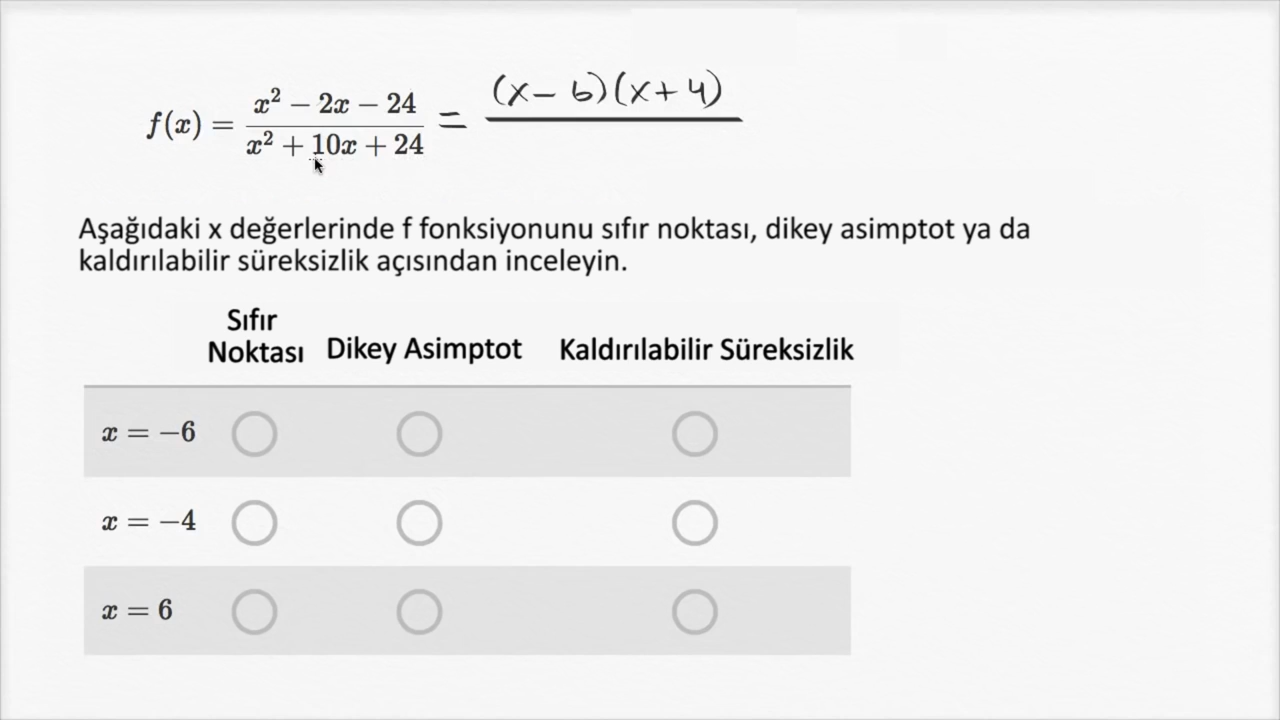 f(x) = x² − 2x − 24 / x² + 10x + 24 = (x − 6)(x + 4)
Aşağıdaki x değerlerinde f fonksiyonunu sıfır noktası, dikey asimptot ya da
kaldırılabilir süreksizlik açısından inceleyin.
Sıfır Noktası Dikey Asimptot Kaldırılabilir Süreksizlik
x = −6
x = −4
x = 6